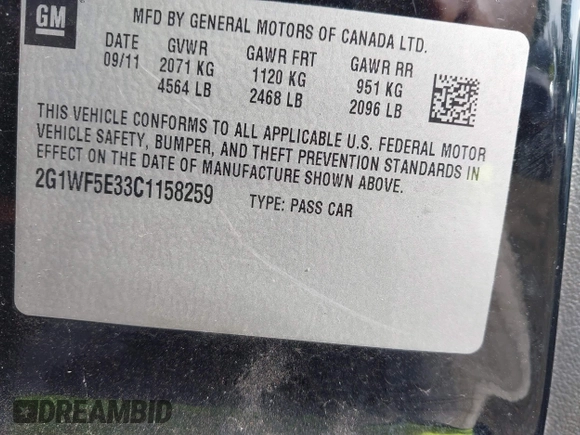 GM
MFD BY GENERAL MOTORS OF CANADA LTD.
DATE GVWR GAWR FRT GAWR RR
09/11 2071 KG 1120 KG 951 KG
4564 LB 2468 LB 2096 LB
THIS VEHICLE CONFORMS TO ALL APPLICABLE U.S. FEDERAL MOTOR
VEHICLE SAFETY, BUMPER, AND THEFT PREVENTION STANDARDS IN
EFFECT ON THE DATE OF MANUFACTURE SHOWN ABOVE.
2G1WF5E33C1158259 TYPE: PASS CAR
DREAMBID